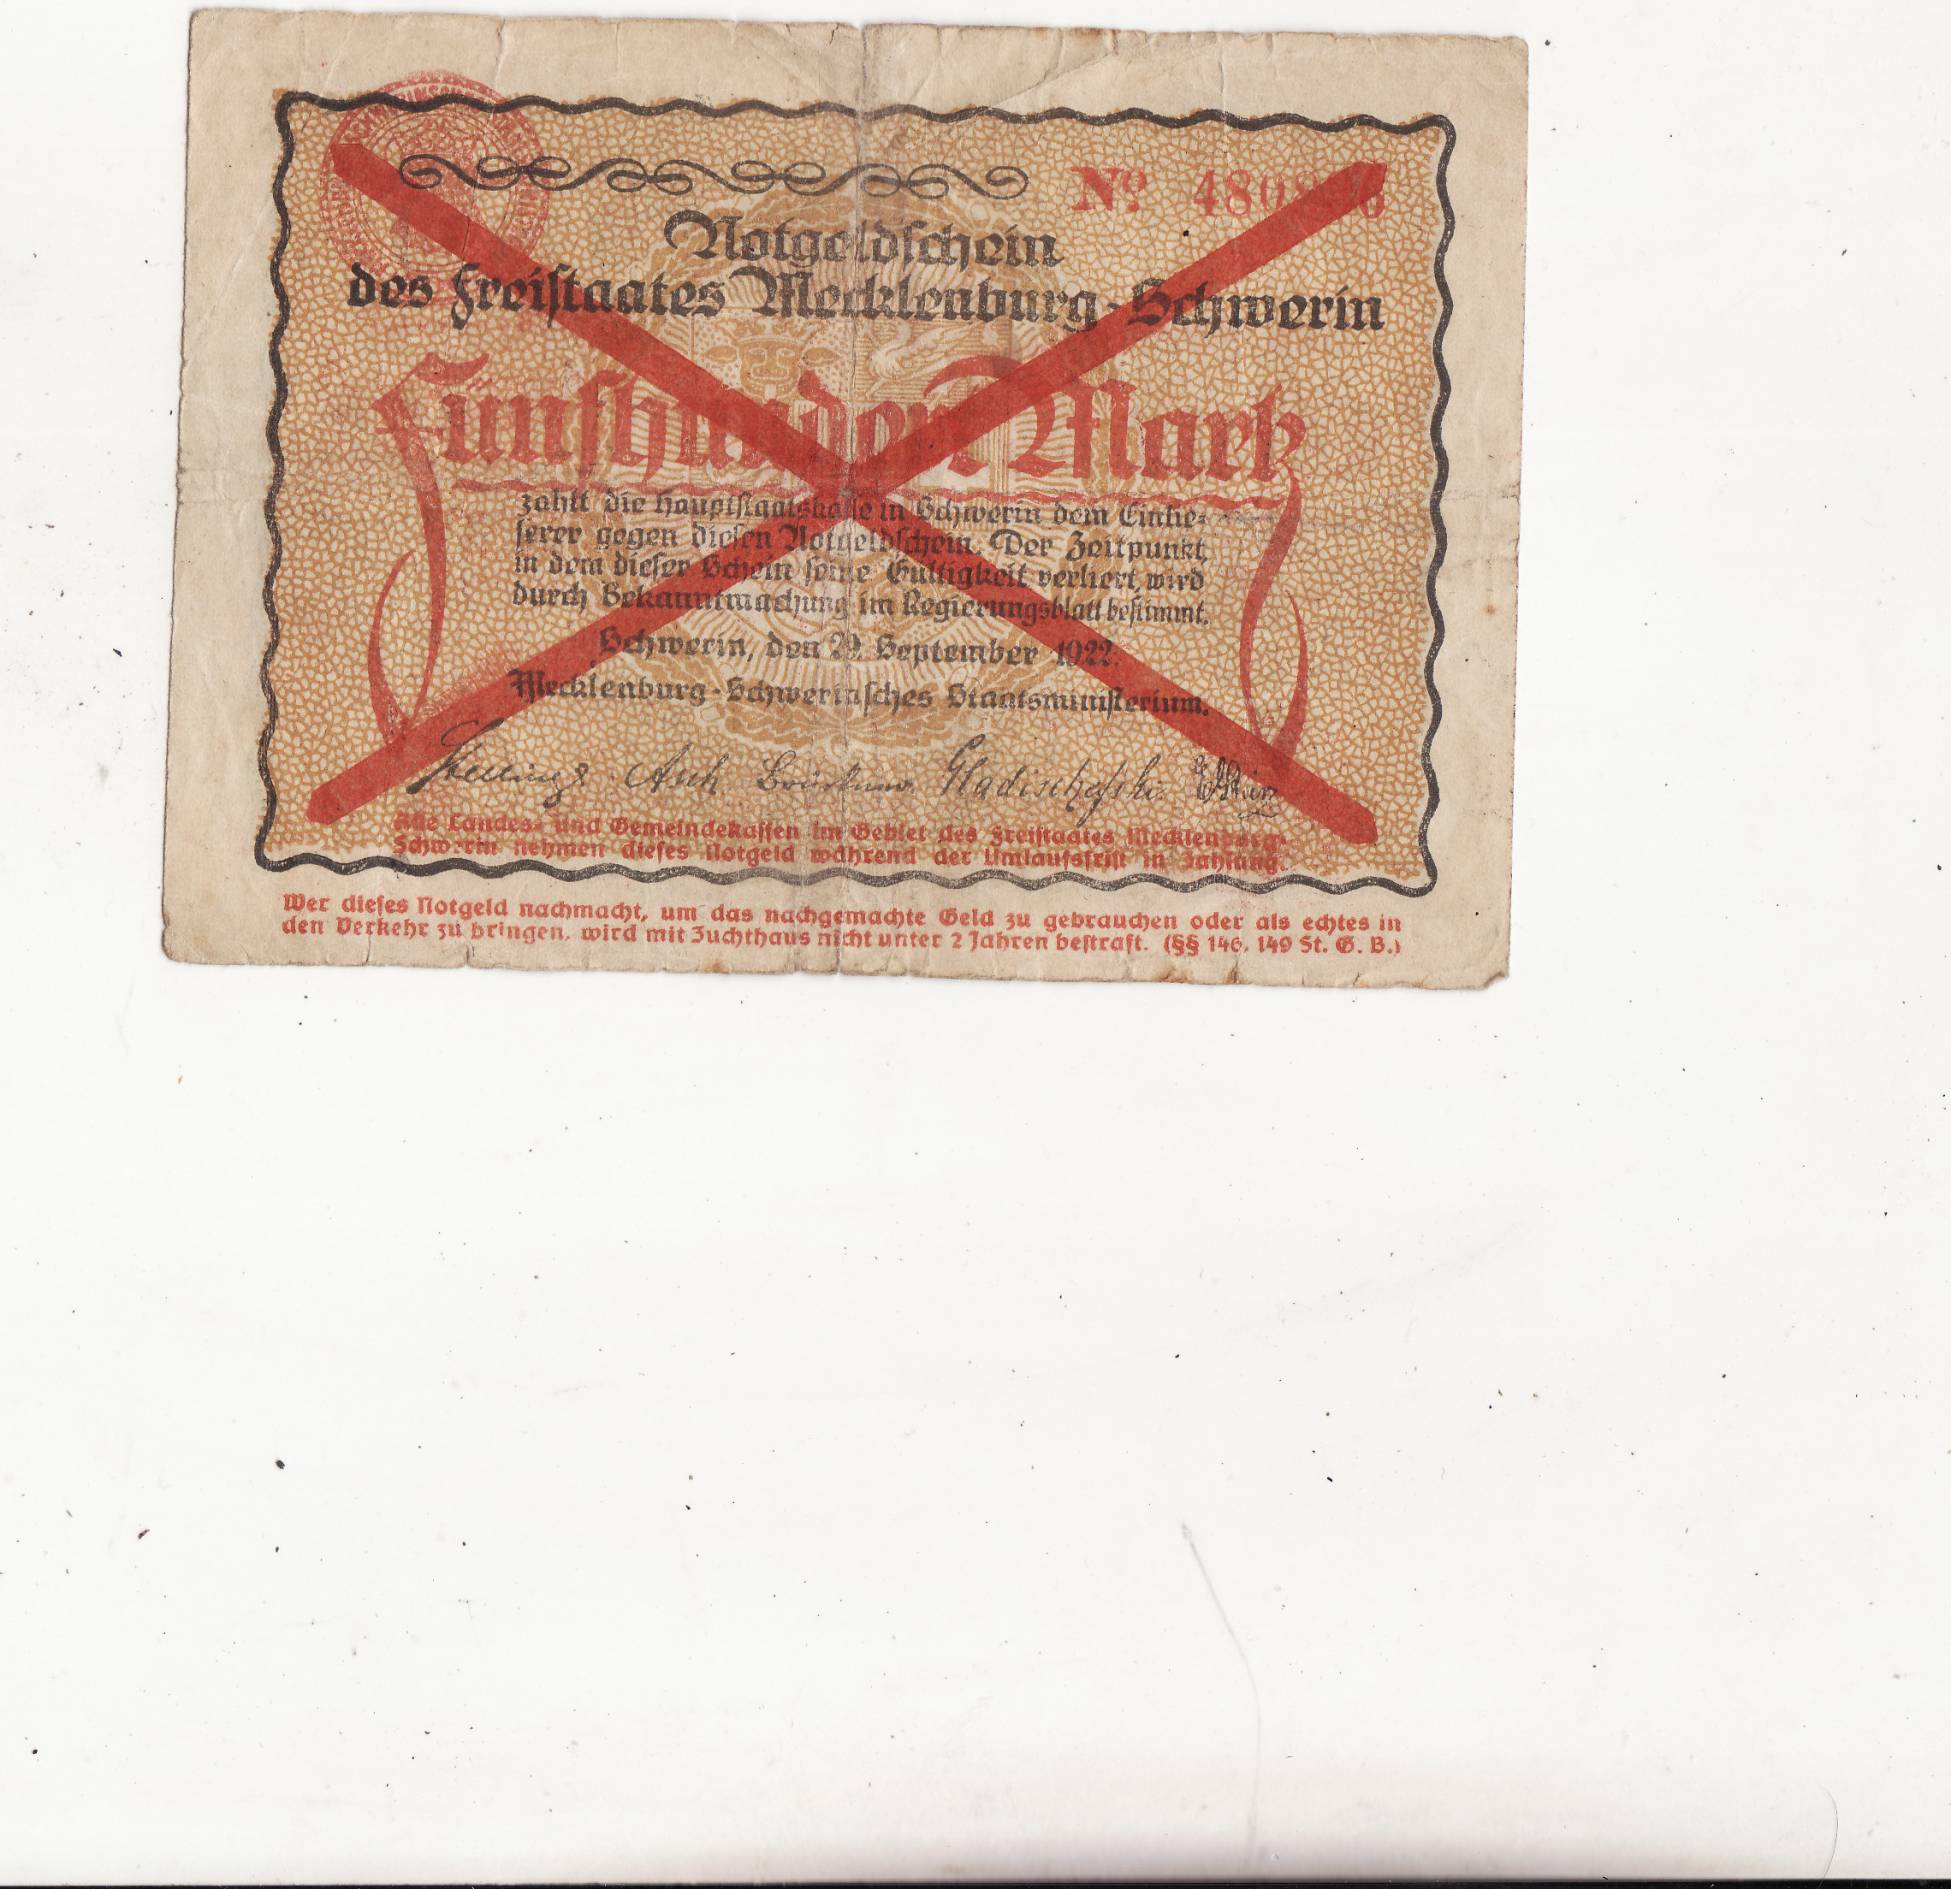 Nº 480
Notgeldschein
des Freistaates Mecklenburg-Schwerin
Fünfhundert Mark
zahlt die Hauptstaatskasse in Schwerin dem Einlie-
ferer gegen diesen Notgeldschein. Der Zeitpunkt,
in dem dieser Schein seine Gültigkeit verliert, wird
durch Bekanntmachung im Regierungsblatt bestimmt.
Schwerin, den 29. September 1922.
Mecklenburg-Schwerinsches Staatsministerium.
Stelling. Asch
Alle Landes- und Gemeindekassen im Gebiet des Freistaates Mecklenburg-
Schwerin nehmen dieses Notgeld während der Umlaufsfrist in Zahlung.
Wer dieses Notgeld nachmacht, um das nachgemachte Geld zu gebrauchen oder als echtes in
den Verkehr zu bringen, wird mit Zuchthaus nicht unter 2 Jahren bestraft. (§§ 146, 149 St. G. B.)